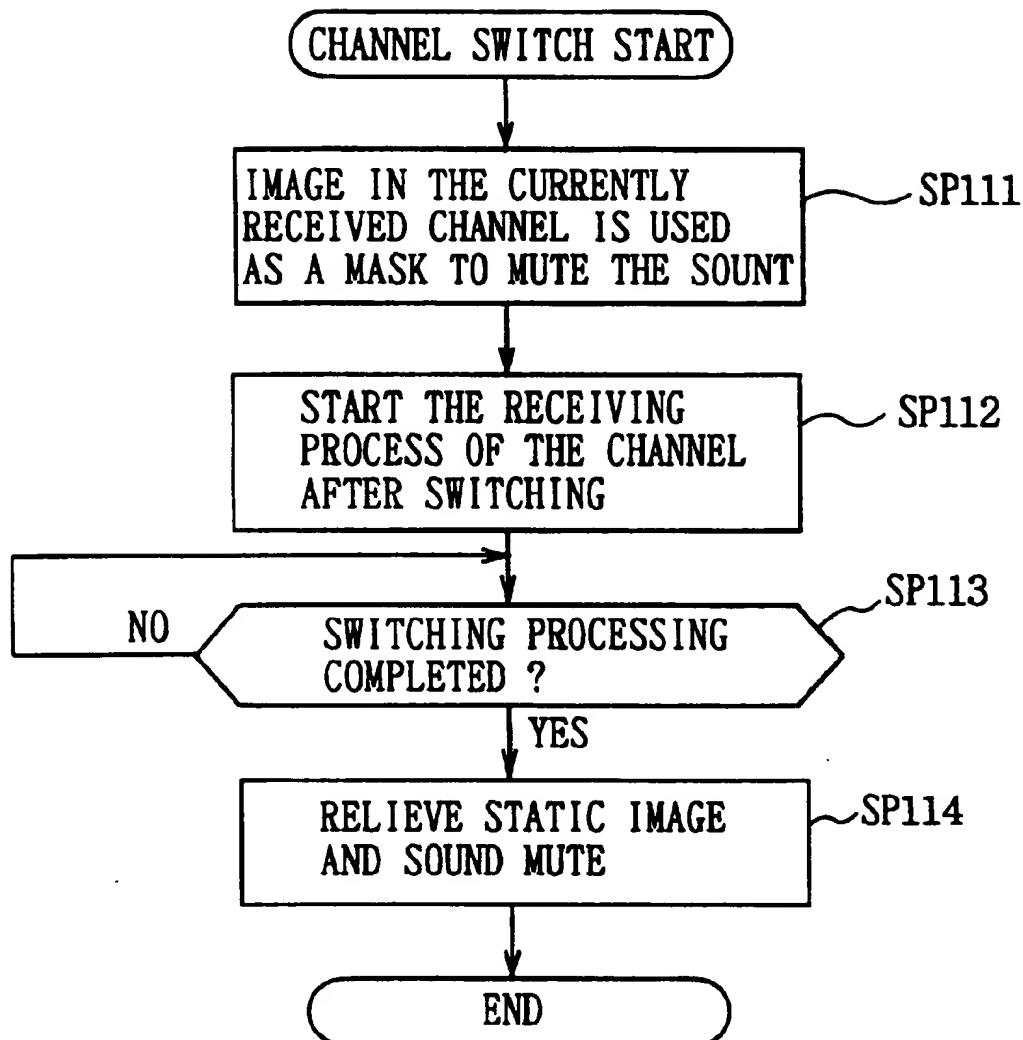 CHANNEL SWITCH START
IMAGE IN THE CURRENTLY
RECEIVED CHANNEL IS USED
AS A MASK TO MUTE THE SOUNT
SP111
START THE RECEIVING
PROCESS OF THE CHANNEL
AFTER SWITCHING
SP112
SP113
NO
SWITCHING PROCESSING
COMPLETED ?
YES
RELIEVE STATIC IMAGE
AND SOUND MUTE
SP114
END